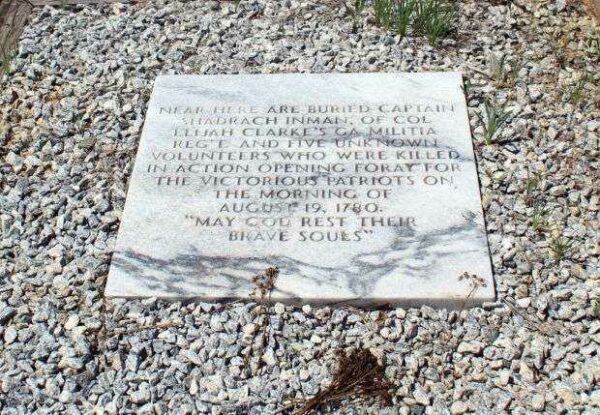 NEAR HERE ARE BURIED CAPTAIN
SHADRACH INMAN, OF COL
ELIJAH CLARKE'S GA MILITIA
REG'T. AND FIVE UNKNOWN
VOLUNTEERS WHO WERE KILLED
IN ACTION OPENING FORAY FOR
THE VICTORIOUS PATRIOTS ON
THE MORNING OF
AUGUST 19, 1780.
"MAY GOD REST THEIR
BRAVE SOULS"